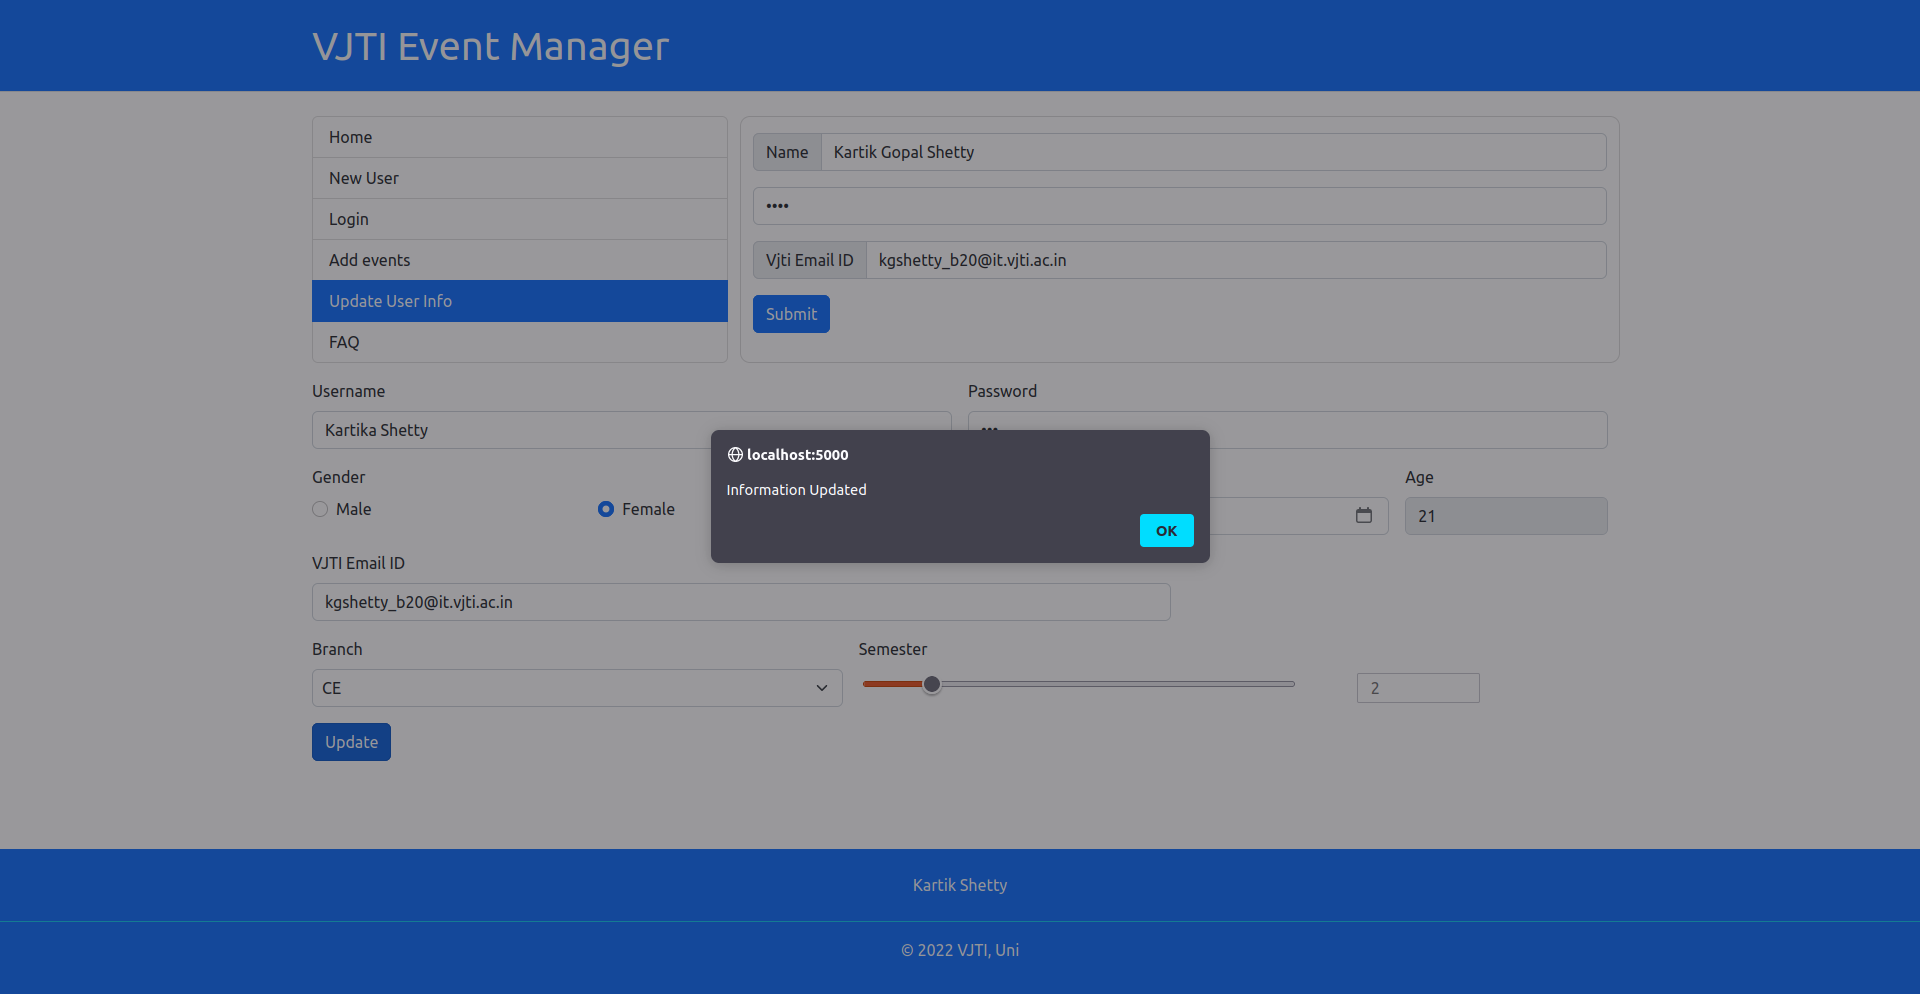 VJTI Event Manager
Home
New User
Login
Add events
Update User Info
FAQ
Name Kartik Gopal Shetty
••••
Vjti Email ID kgshetty_b20@it.vjti.ac.in
Submit
Username
Kartika Shetty
Password
•••
Gender
Male Female
Age
21
localhost:5000
Information Updated
OK
VJTI Email ID
kgshetty_b20@it.vjti.ac.in
Branch
CE
Semester
2
Update
Kartik Shetty
© 2022 VJTI, Uni